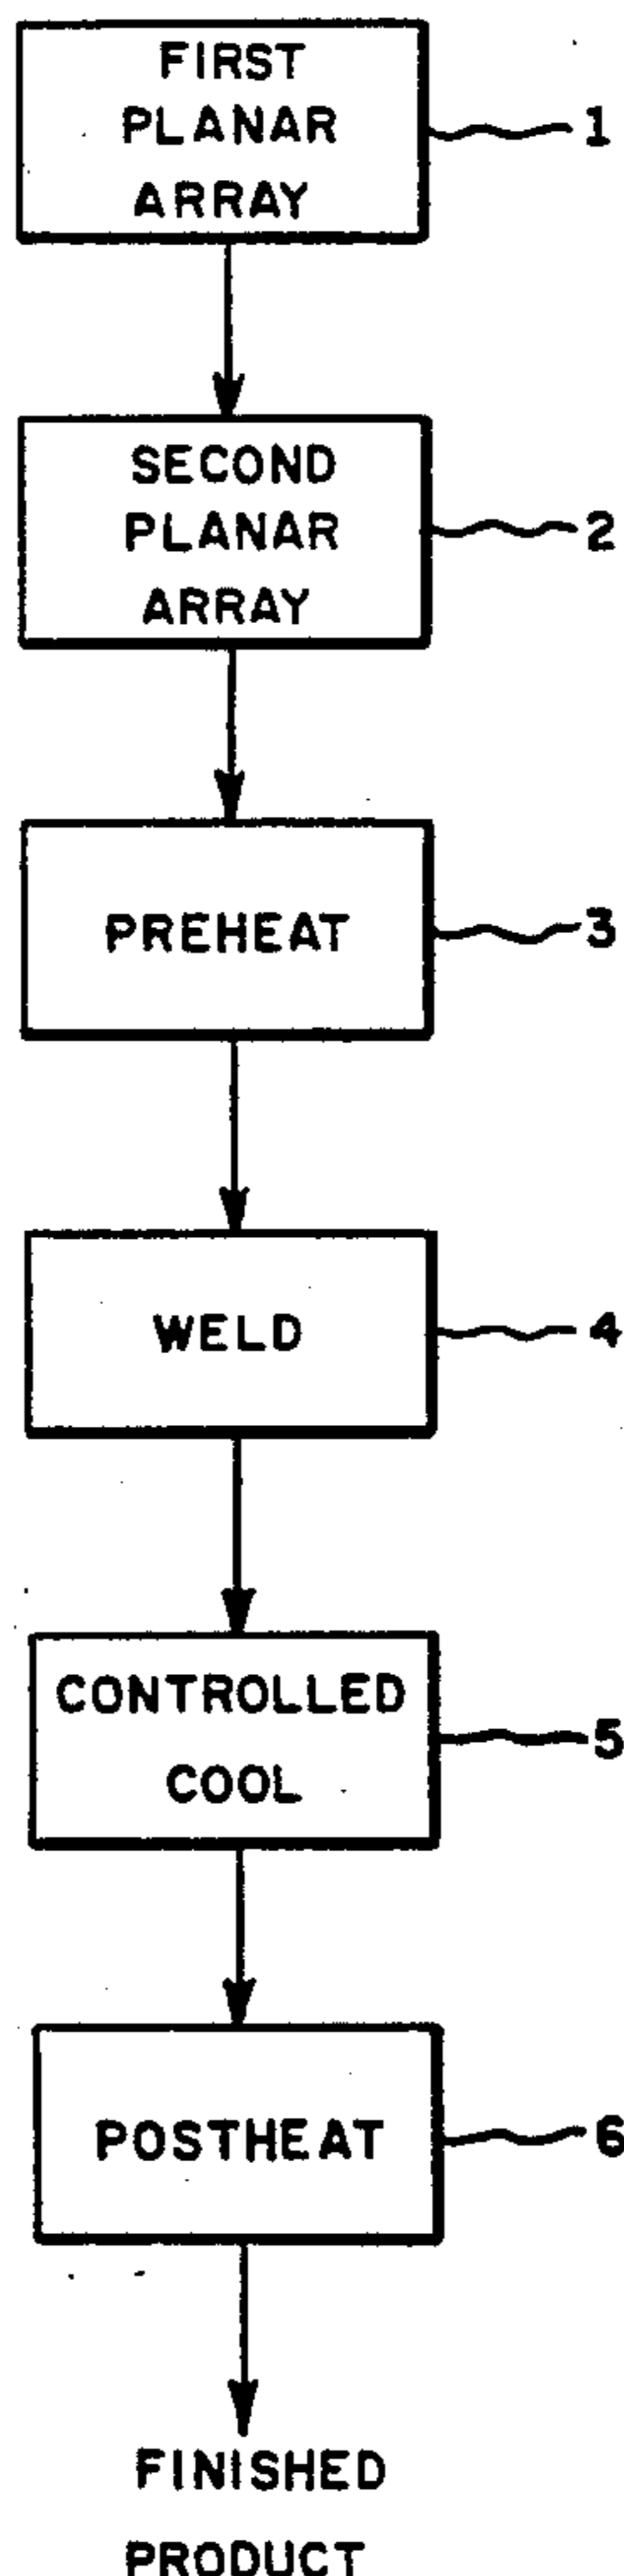 FIRST
PLANAR
ARRAY
1
SECOND
PLANAR
ARRAY
2
PREHEAT
3
WELD
4
CONTROLLED
COOL
5
POSTHEAT
6
FINISHED
PRODUCT